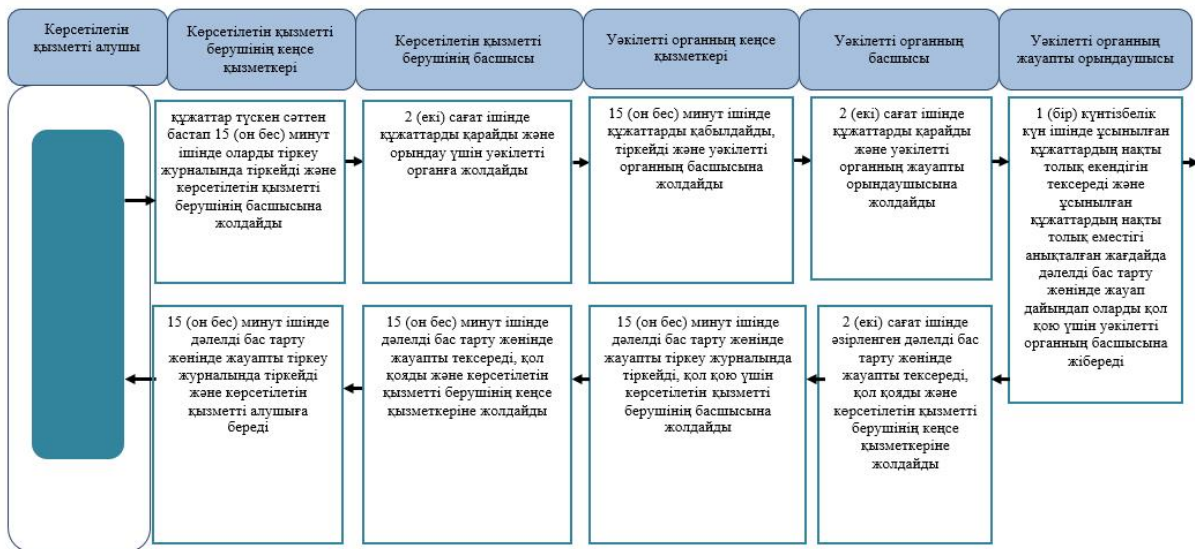 Көрсетілетін
қызметті алушы
Көрсетілетін қызметті
берушінің кеңсе
қызметкері
Көрсетілетін қызметті
берушінің басшысы
Уәкілетті органның кеңсе
қызметкері
Уәкілетті органның
басшысы
Уәкілетті органның
жауапты орындаушысы
құжаттар түскен сәттен
бастап 15 (он бес) минут
ішінде оларды тіркеу
журналында тіркейді және
көрсетілетін қызметті
берушінің басшысына
жолдайды
2 (екі) сағат ішінде
құжаттарды қарайды және
орындау үшін уәкілетті
органға жолдайды
15 (он бес) минут ішінде
құжаттарды қабылдайды,
тіркейді және уәкілетті
органның басшысына
жолдайды
2 (екі) сағат ішінде
құжаттарды қарайды
және уәкілетті
органның жауапты
орындаушысына
жолдайды
1 (бір) күнтізбелік
күн ішінде ұсынылған
құжаттардың нақты
толық екендігін
тексереді және
ұсынылған
құжаттардың нақты
толық еместігі
анықталған жағдайда
дәлелді бас тарту
жөнінде жауап
дайындап оларды қол
қою үшін уәкілетті
органның басшысына
жібереді
15 (он бес) минут ішінде
дәлелді бас тарту
жөнінде жауапты тіркеу
журналында тіркейді
және көрсетілетін
қызметті алушыға
береді
15 (он бес) минут ішінде
дәлелді бас тарту
жөнінде жауапты тексереді, қол
қояды және көрсетілетін
қызметті берушінің кеңсе
қызметкеріне жолдайды
15 (он бес) минут ішінде
дәлелді бас тарту жөнінде
жауапты тіркеу журналында
тіркейді, қол қою үшін
көрсетілетін қызметті
берушінің басшысына
жолдайды
2 (екі) сағат ішінде
әзірленген дәлелді бас
тарту жөнінде
жауапты тексереді,
қол қояды және
көрсетілетін қызметті
берушінің кеңсе
қызметкеріне
жолдайды